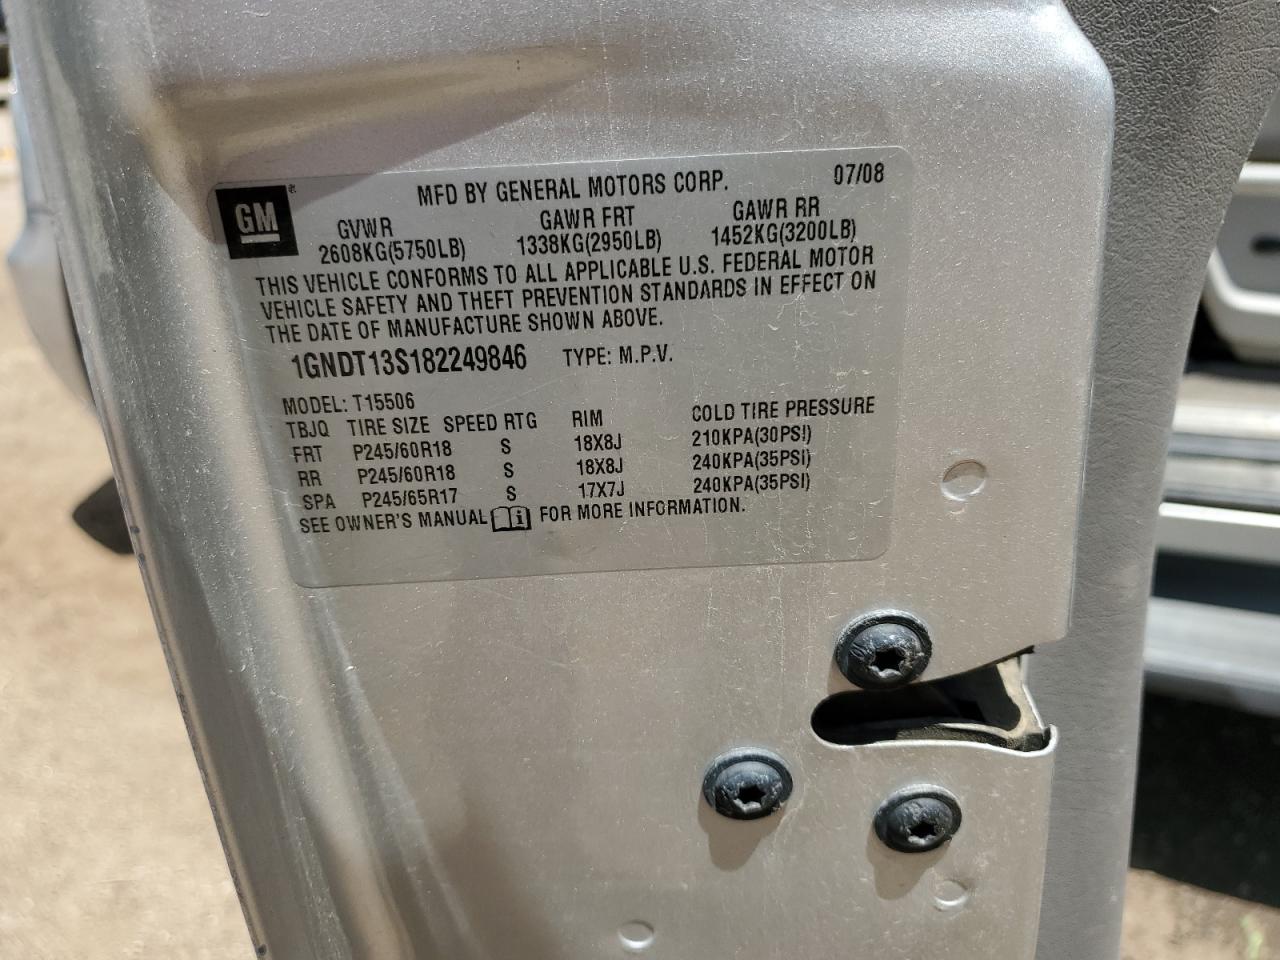 GM ®
MFD BY GENERAL MOTORS CORP. 07/08
GVWR GAWR FRT GAWR RR
2608KG(5750LB) 1338KG(2950LB) 1452KG(3200LB)
THIS VEHICLE CONFORMS TO ALL APPLICABLE U.S. FEDERAL MOTOR
VEHICLE SAFETY AND THEFT PREVENTION STANDARDS IN EFFECT ON
THE DATE OF MANUFACTURE SHOWN ABOVE.
1GNDT13S182249846 TYPE: M.P.V.
MODEL: T15506
TBJQ TIRE SIZE SPEED RTG RIM COLD TIRE PRESSURE
FRT P245/60R18 S 18X8J 210KPA(30PSI)
RR P245/60R18 S 18X8J 240KPA(35PSI)
SPA P245/65R17 S 17X7J 240KPA(35PSI)
SEE OWNER'S MANUAL i FOR MORE INFORMATION.